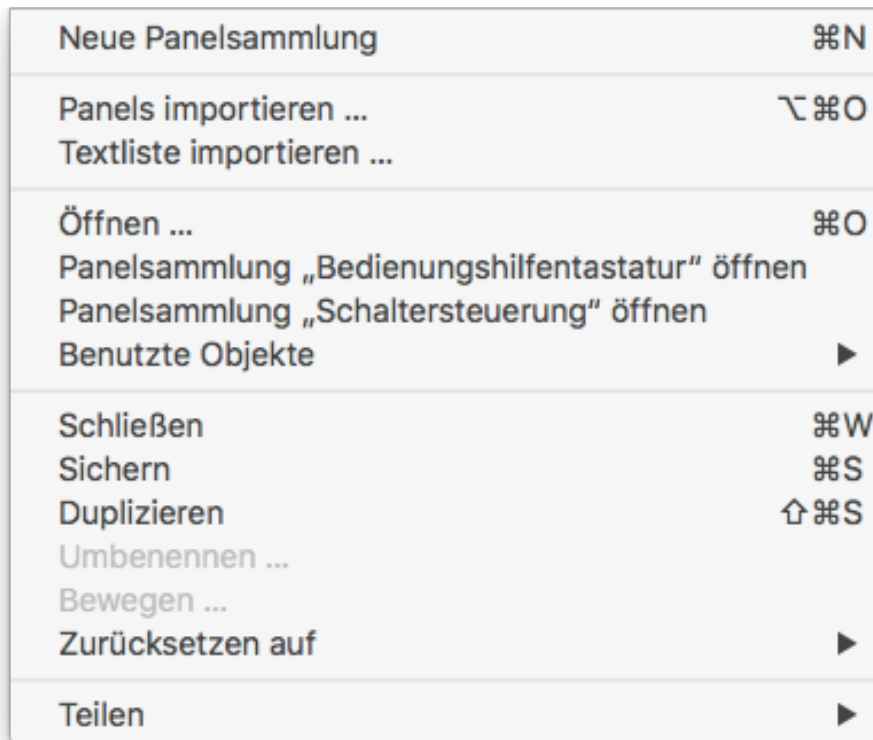 Neue Panelsammlung ⌘N
Panels importieren ... ⌥⌘O
Textliste importieren ...
Öffnen ... ⌘O
Panelsammlung „Bedienungshilfentastatur“ öffnen
Panelsammlung „Schaltersteuerung“ öffnen
Benutzte Objekte ▶
Schließen ⌘W
Sichern ⌘S
Duplizieren ⇧⌘S
Umbenennen ...
Bewegen ...
Zurücksetzen auf ▶
Teilen ▶